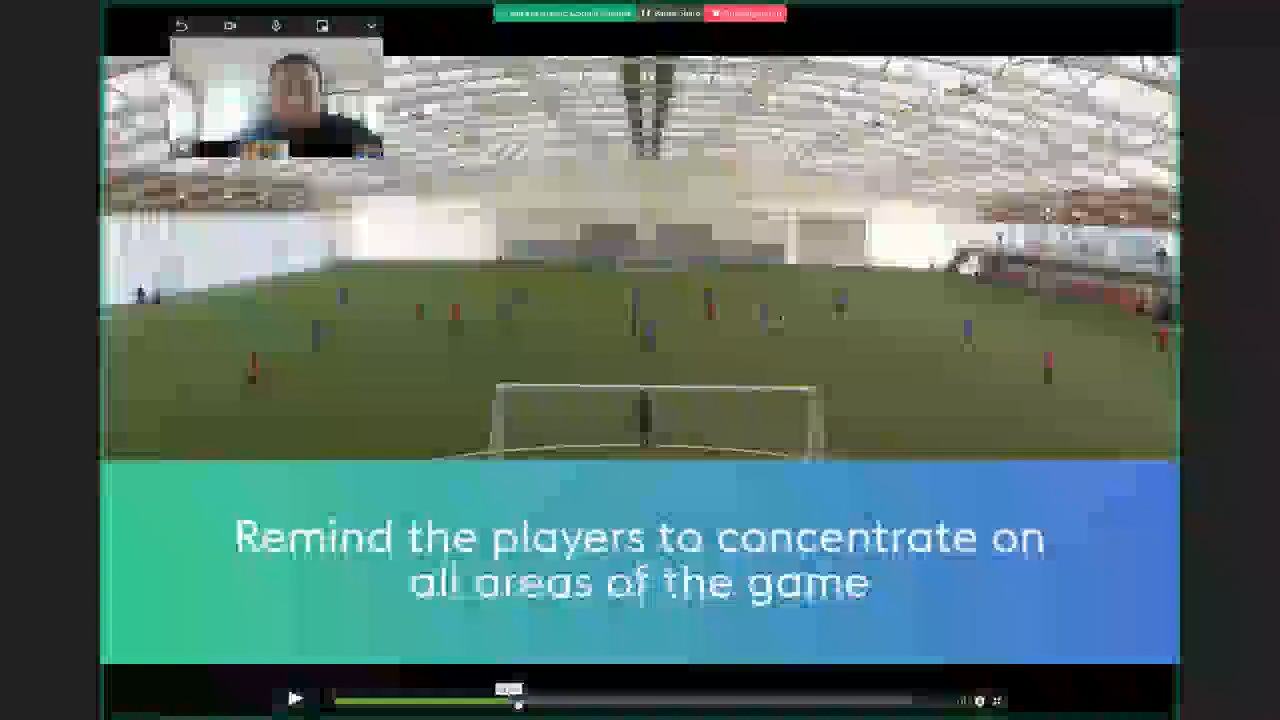 Remind the players to concentrate on
all areas of the game